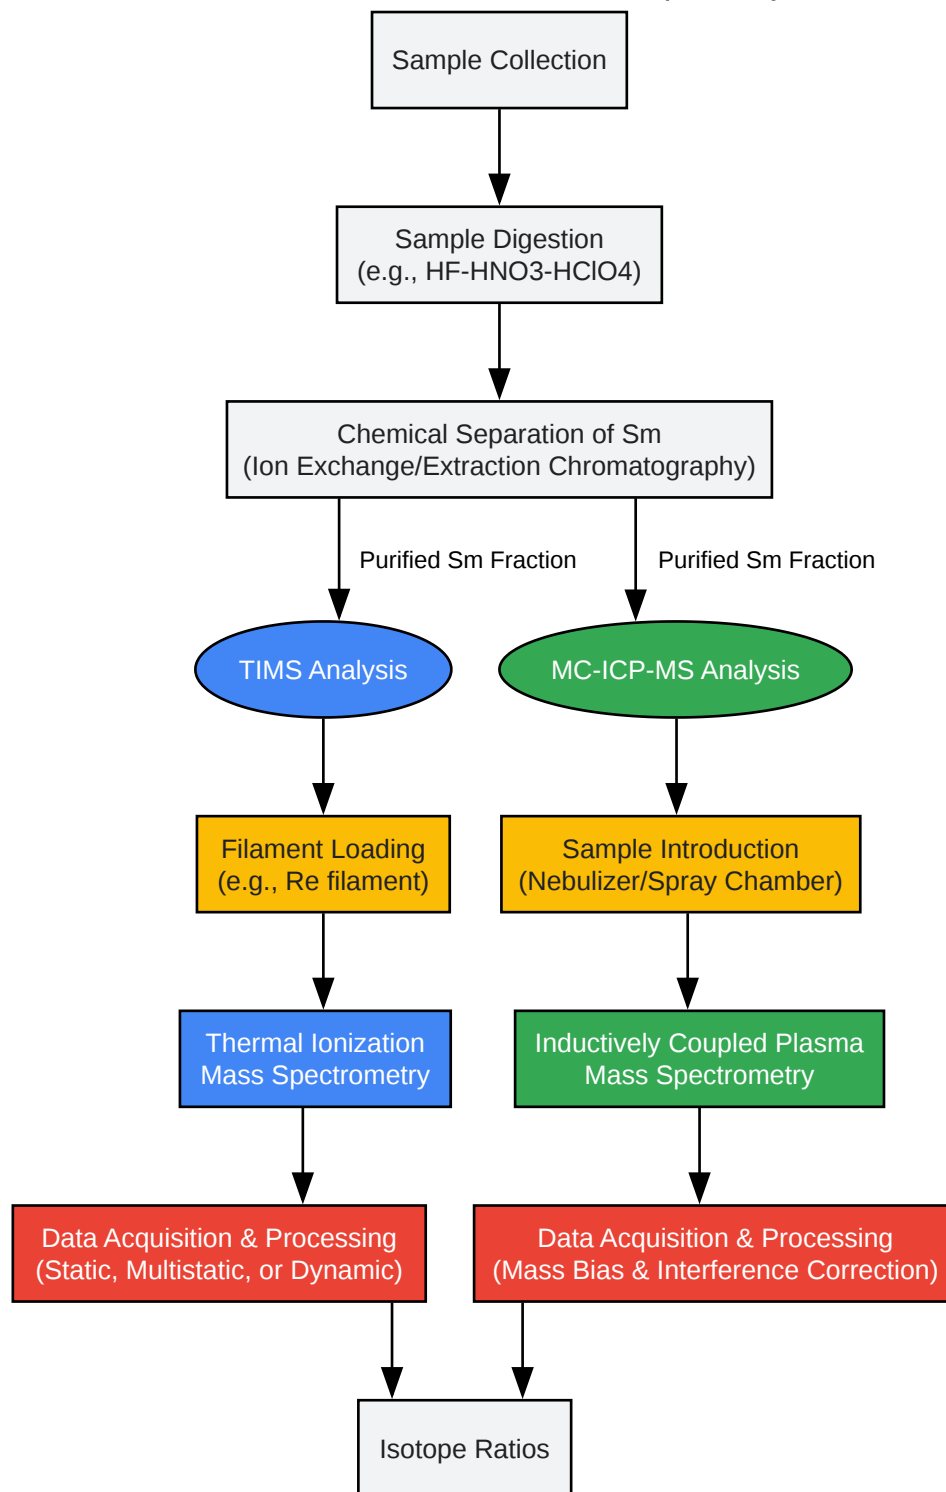 Sample Collection
Sample Digestion
(e.g., HF-HNO3-HClO4)
Chemical Separation of Sm
(Ion Exchange/Extraction Chromatography)
Purified Sm Fraction
Purified Sm Fraction
TIMS Analysis
MC-ICP-MS Analysis
Filament Loading
(e.g., Re filament)
Sample Introduction
(Nebulizer/Spray Chamber)
Thermal Ionization
Mass Spectrometry
Inductively Coupled Plasma
Mass Spectrometry
Data Acquisition & Processing
(Static, Multistatic, or Dynamic)
Data Acquisition & Processing
(Mass Bias & Interference Correction)
Isotope Ratios